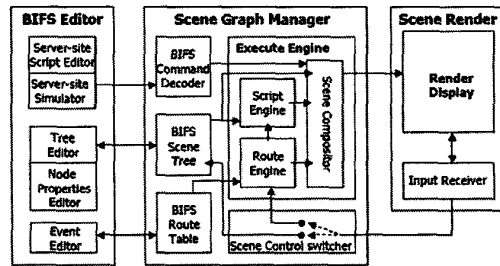 BIFS Editor
Server-site
Script Editor
Server-site
Simulator
Tree
Editor
Node
Properties
Editor
Event Editor
Scene Graph Manager
BIFS
Command
Decoder
BIFS
Scene
Tree
BIFS
Route
Table
Execute Engine
Script
Engine
Route
Engine
Scene Compositor
Scene Control switcher
Scene Render
Render
Display
Input Receiver